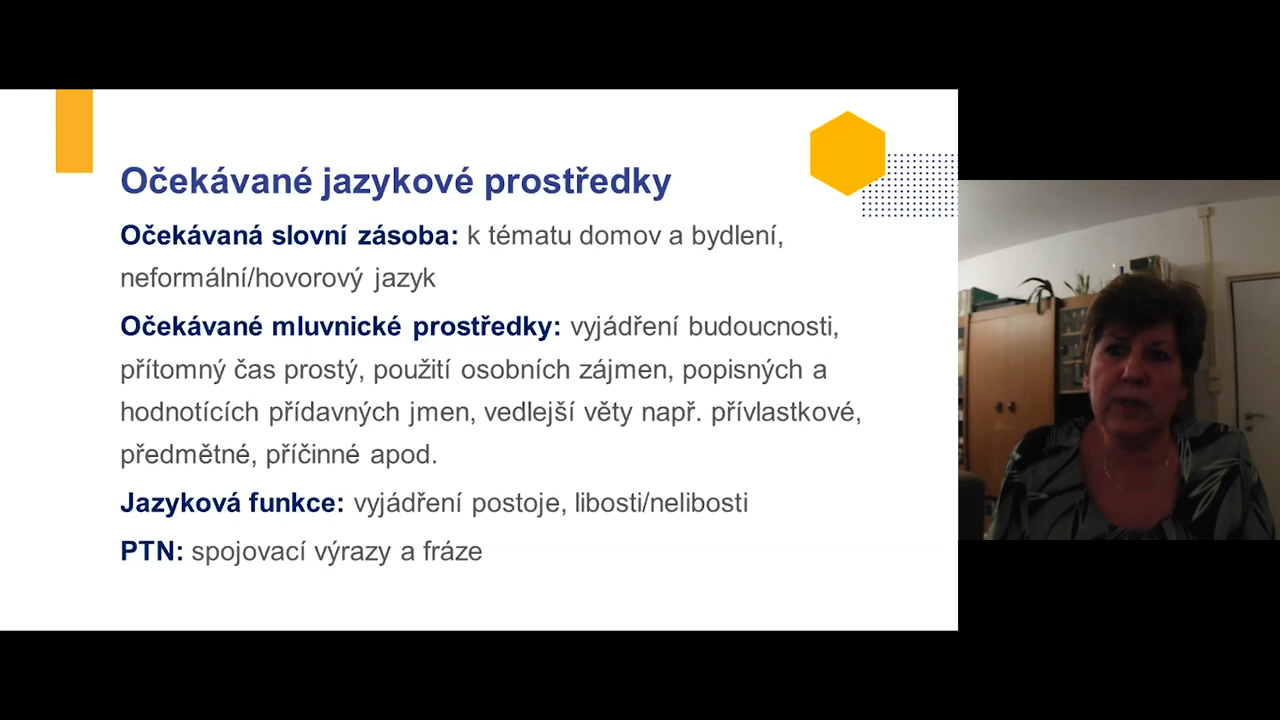 Očekávané jazykové prostředky
Očekávaná slovní zásoba: k tématu domov a bydlení,
neformální/hovorový jazyk
Očekávané mluvnické prostředky: vyjádření budoucnosti,
přítomný čas prostý, použití osobních zájmen, popisných a
hodnotících přídavných jmen, vedlejší věty např. přívlastkové,
předmětné, příčinné apod.
Jazyková funkce: vyjádření postoje, libosti/nelibosti
PTN: spojovací výrazy a fráze